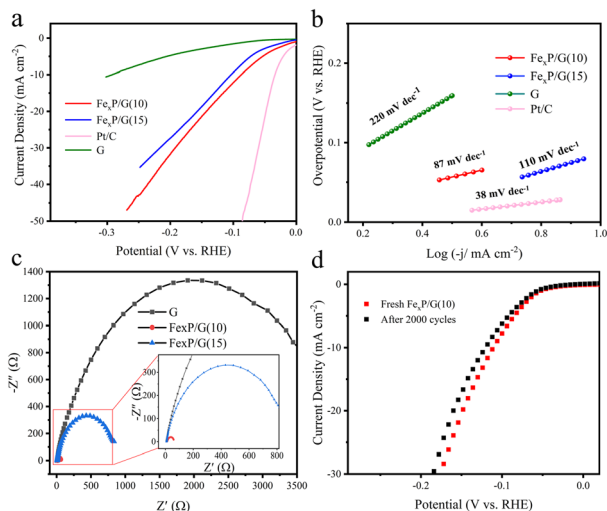 a
Current Density (mA cm⁻²)
0
-10
-20
-30
-40
-50
FeₓP/G(10)
FeₓP/G(15)
Pt/C
G
-0.4
-0.2
0.0
Potential (V vs. RHE)
b
Overpotential (V vs. RHE)
0.2
0.1
0.0
FeₓP/G(10)
FeₓP/G(15)
G
Pt/C
220 mV dec⁻¹
87 mV dec⁻¹
110 mV dec⁻¹
38 mV dec⁻¹
0.2
0.4
0.6
0.8
1.0
Log (-j/ mA cm⁻²)
c
-Z″ (Ω)
1400
1200
1000
800
600
400
200
0
G
FexP/G(10)
FexP/G(15)
-Z″ (Ω)
300
200
100
0
200
400
600
800
Z′ (Ω)
0
500
1000
1500
2000
2500
3000
3500
Z′ (Ω)
d
Current Density (mA cm⁻²)
0
-10
-20
-30
Fresh FeₓP/G(10)
After 2000 cycles
-0.2
-0.1
0.0
Potential (V vs. RHE)